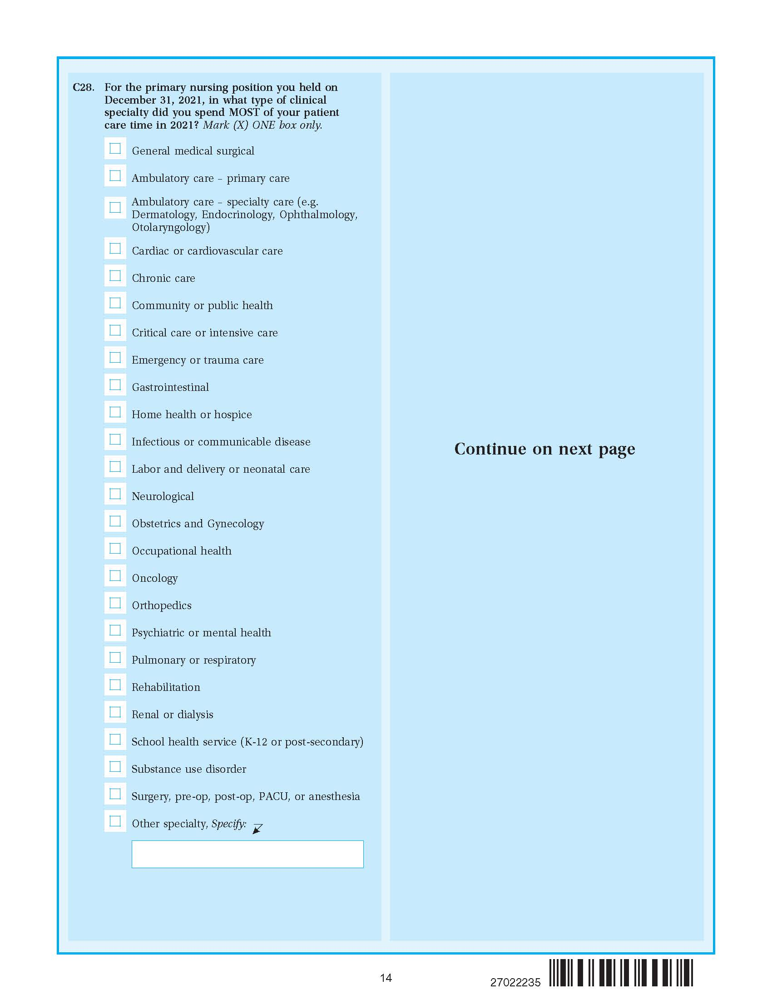 C28. For the primary nursing position you held on
December 31, 2021, in what type of clinical
specialty did you spend MOST of your patient
care time in 2021? Mark (X) ONE box only.
General medical surgical
Ambulatory care – primary care
Ambulatory care – specialty care (e.g.
Dermatology, Endocrinology, Ophthalmology,
Otolaryngology)
Cardiac or cardiovascular care
Chronic care
Community or public health
Critical care or intensive care
Emergency or trauma care
Gastrointestinal
Home health or hospice
Infectious or communicable disease
Labor and delivery or neonatal care
Neurological
Obstetrics and Gynecology
Occupational health
Oncology
Orthopedics
Psychiatric or mental health
Pulmonary or respiratory
Rehabilitation
Renal or dialysis
School health service (K-12 or post-secondary)
Substance use disorder
Surgery, pre-op, post-op, PACU, or anesthesia
Other specialty, Specify:
Continue on next page
14
27022235